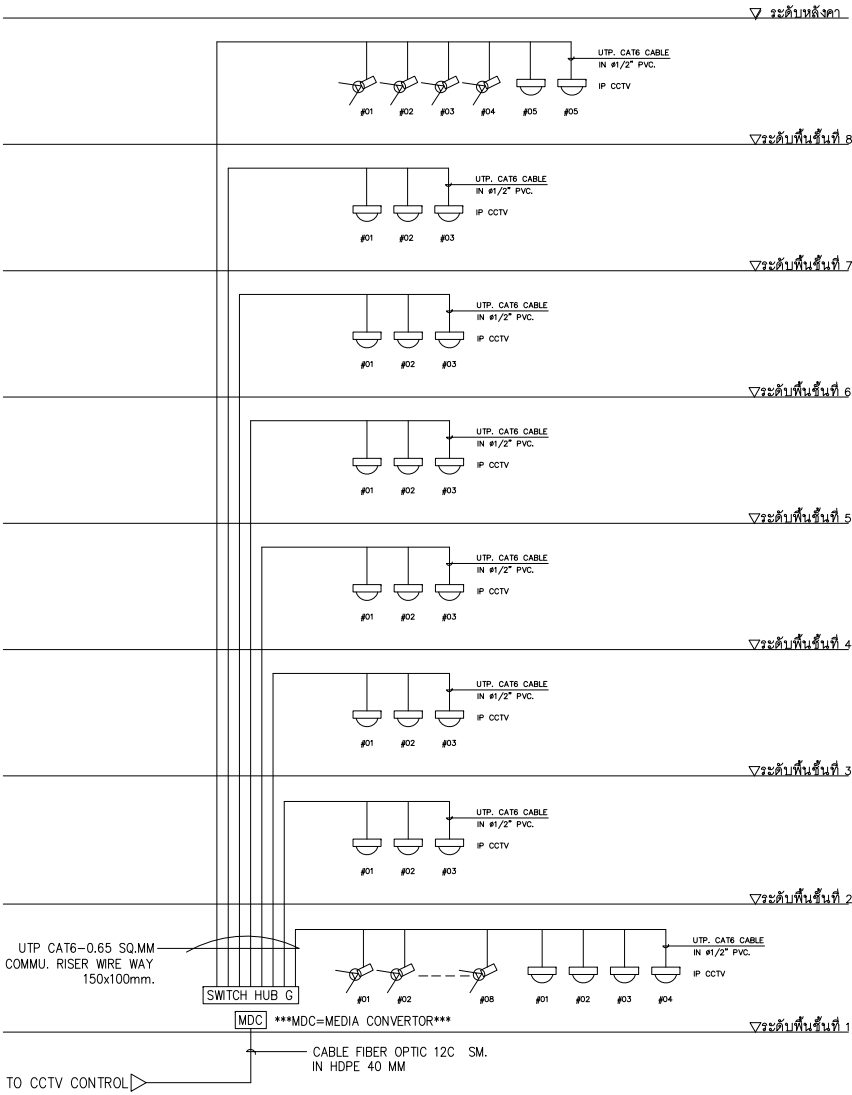 ระดับหลังคา
UTP. CAT6 CABLE
IN ø1/2" PVC.
IP CCTV
#01 #02 #03 #04 #05 #05
ระดับพื้นชั้นที่ 8
UTP. CAT6 CABLE
IN ø1/2" PVC.
IP CCTV
#01 #02 #03
ระดับพื้นชั้นที่ 7
UTP. CAT6 CABLE
IN ø1/2" PVC.
IP CCTV
#01 #02 #03
ระดับพื้นชั้นที่ 6
UTP. CAT6 CABLE
IN ø1/2" PVC.
IP CCTV
#01 #02 #03
ระดับพื้นชั้นที่ 5
UTP. CAT6 CABLE
IN ø1/2" PVC.
IP CCTV
#01 #02 #03
ระดับพื้นชั้นที่ 4
UTP. CAT6 CABLE
IN ø1/2" PVC.
IP CCTV
#01 #02 #03
ระดับพื้นชั้นที่ 3
UTP. CAT6 CABLE
IN ø1/2" PVC.
IP CCTV
#01 #02 #03
ระดับพื้นชั้นที่ 2
UTP CAT6-0.65 SQ.MM
COMMU. RISER WIRE WAY
150x100mm.
UTP. CAT6 CABLE
IN ø1/2" PVC.
IP CCTV
#01 #02 #08 #01 #02 #03 #04
SWITCH HUB G
MDC ***MDC=MEDIA CONVERTOR***
ระดับพื้นชั้นที่ 1
CABLE FIBER OPTIC 12C SM.
IN HDPE 40 MM
TO CCTV CONTROL